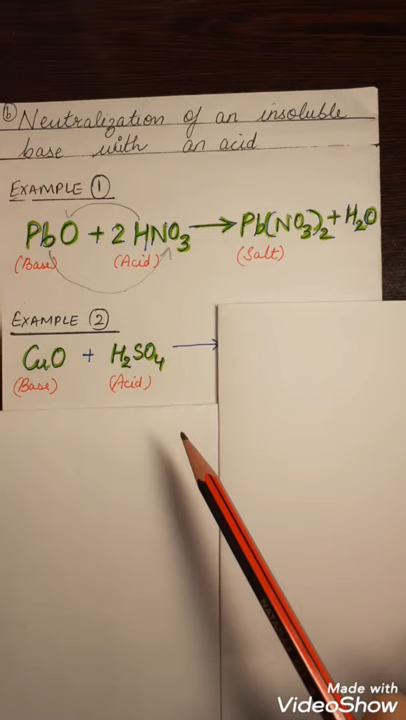 (b) Neutralization of an insoluble
base with an acid
EXAMPLE (1)
PbO + 2 HNO₃ → Pb(NO₃)₂ + H₂O
(Base) (Acid) (Salt)
EXAMPLE (2)
CuO + H₂SO₄ →
(Base) (Acid)
Made with
VideoShow